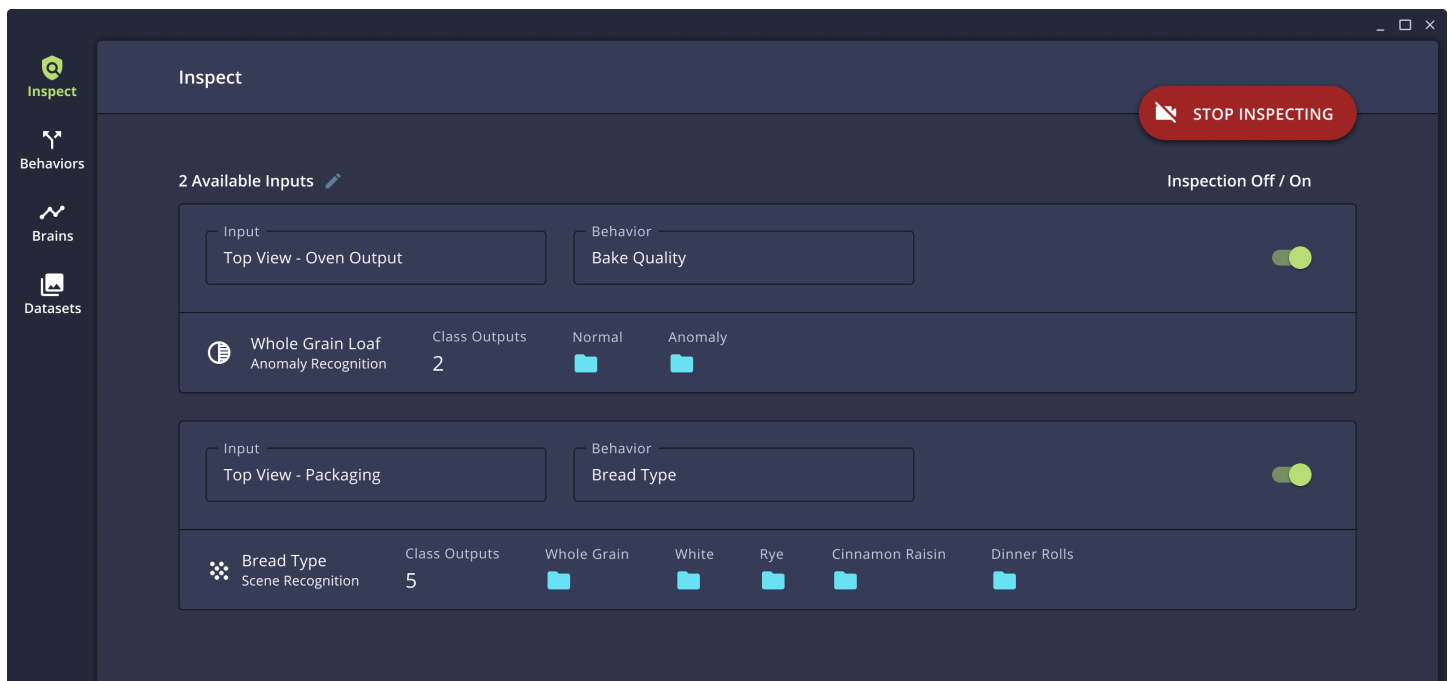 Inspect
Behaviors
Brains
Datasets
Inspect
STOP INSPECTING
2 Available Inputs
Inspection Off / On
Input
Top View - Oven Output
Behavior
Bake Quality
Whole Grain Loaf
Anomaly Recognition
Class Outputs
2
Normal
Anomaly
Input
Top View - Packaging
Behavior
Bread Type
Bread Type
Scene Recognition
Class Outputs
5
Whole Grain
White
Rye
Cinnamon Raisin
Dinner Rolls